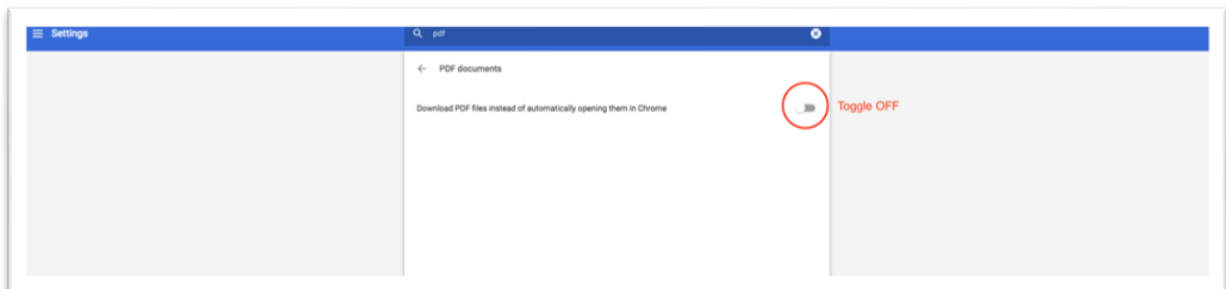 Settings
pdf
PDF documents
Download PDF files instead of automatically opening them in Chrome
Toggle OFF